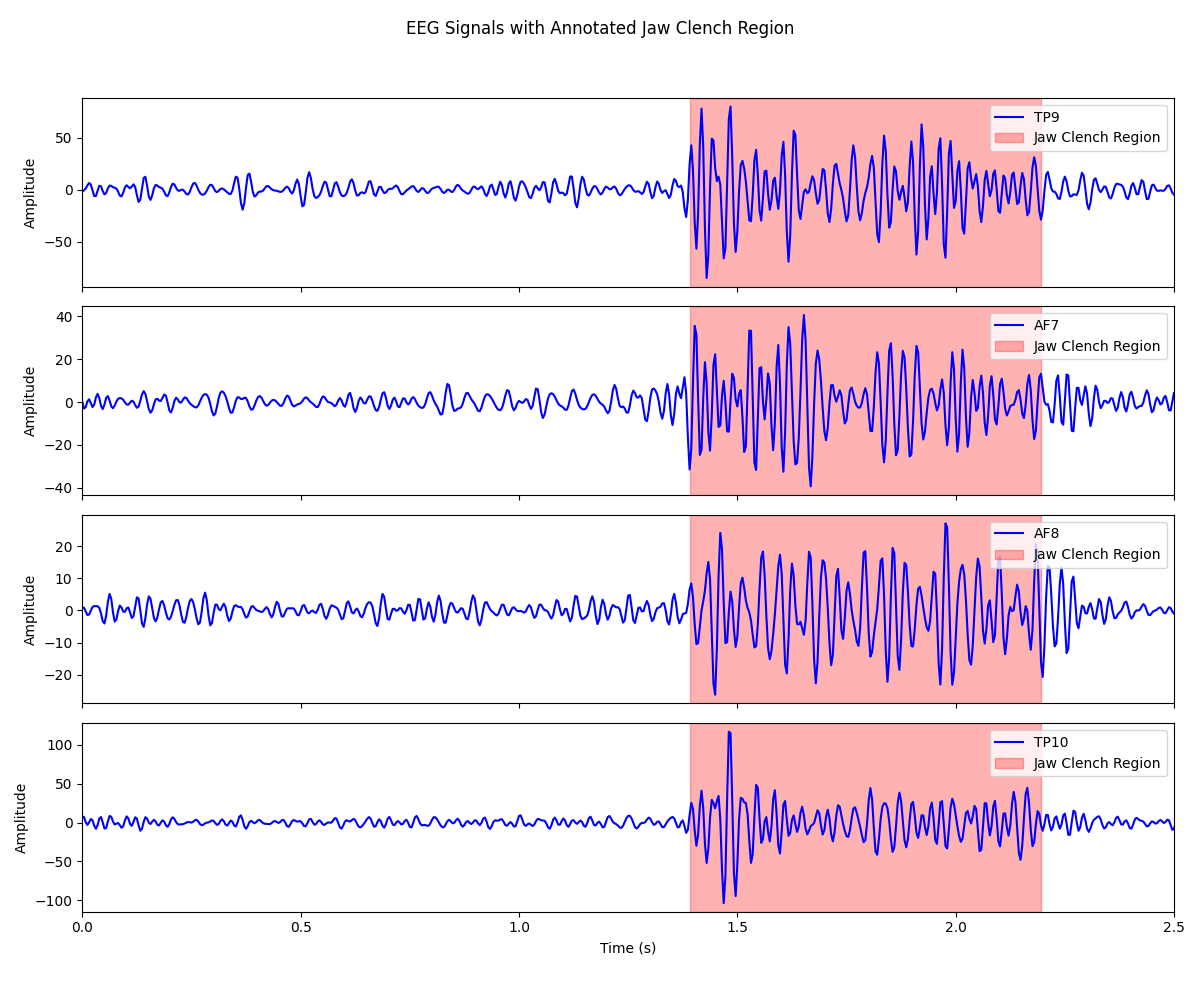 EEG Signals with Annotated Jaw Clench Region
Amplitude
50
0
−50
TP9
Jaw Clench Region
Amplitude
40
20
0
−20
−40
AF7
Jaw Clench Region
Amplitude
20
10
0
−10
−20
AF8
Jaw Clench Region
Amplitude
100
50
0
−50
−100
TP10
Jaw Clench Region
0.0 0.5 1.0 1.5 2.0 2.5
Time (s)